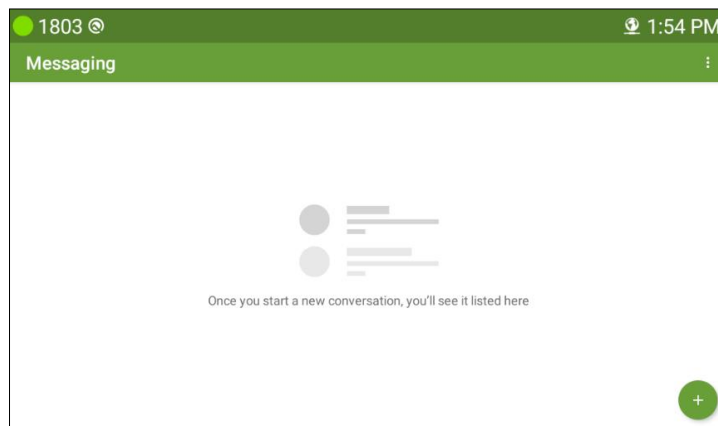 1803 1:54 PM
Messaging
Once you start a new conversation, you'll see it listed here
+